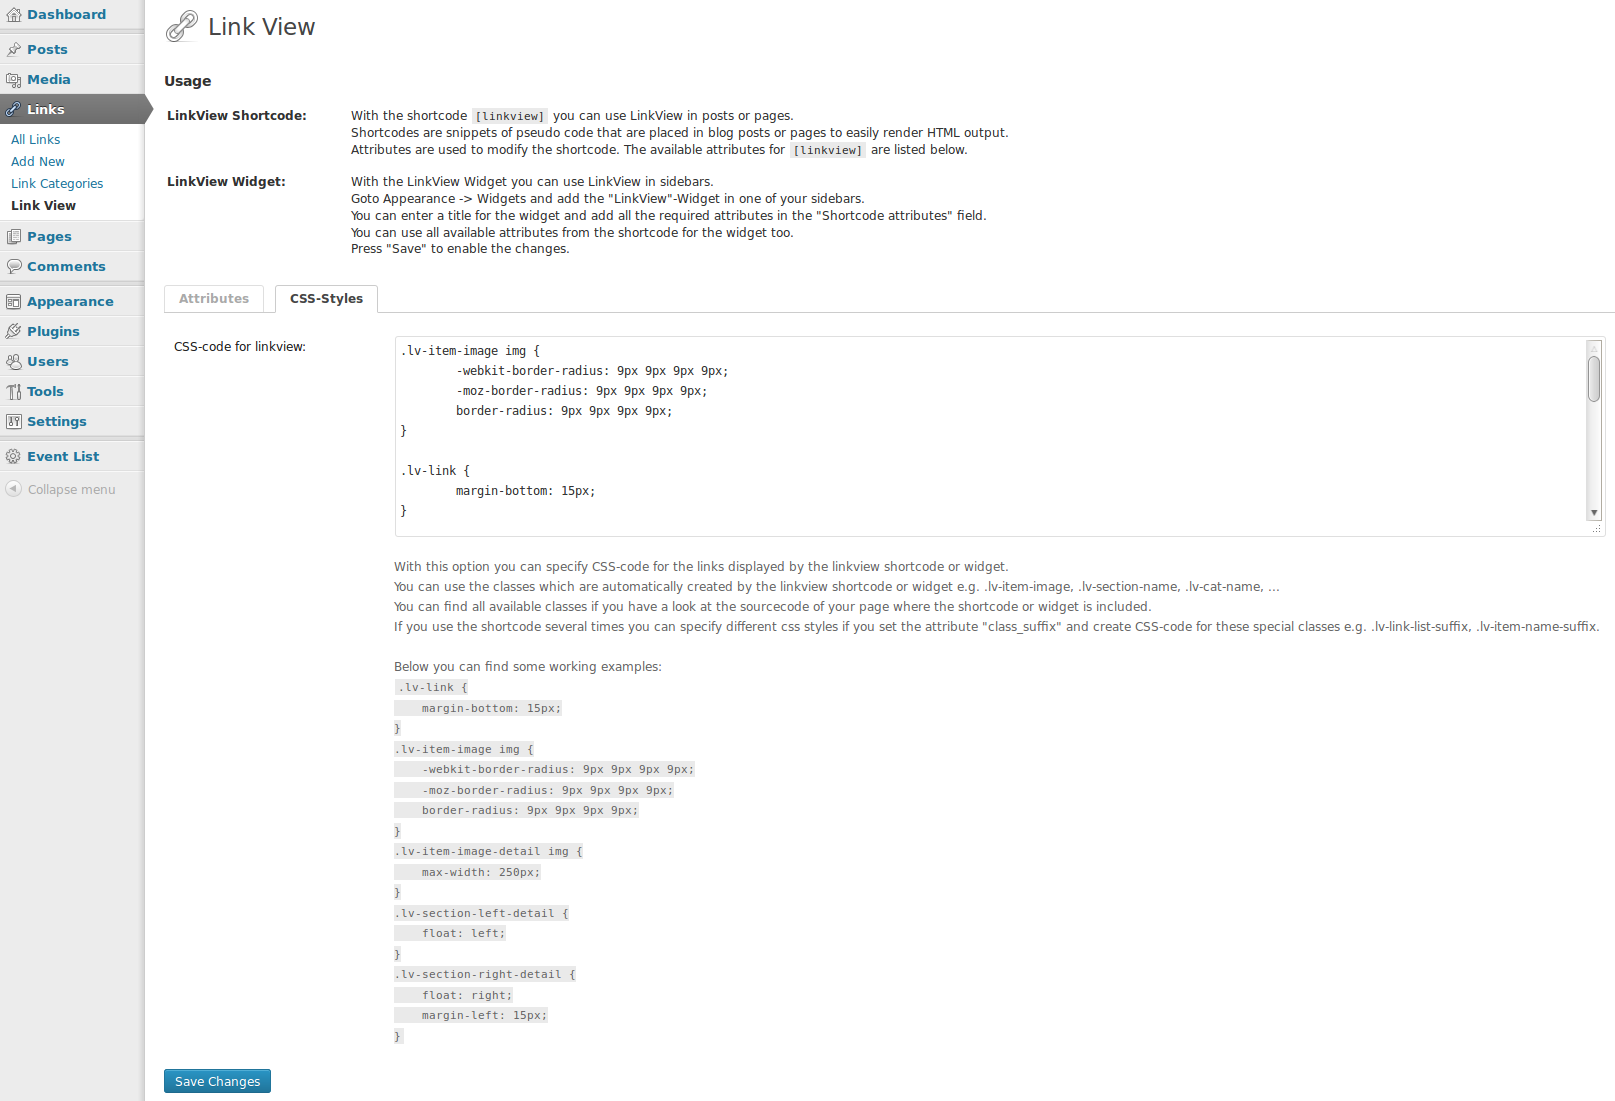 Dashboard
Posts
Media
Links
All Links
Add New
Link Categories
Link View
Pages
Comments
Appearance
Plugins
Users
Tools
Settings
Event List
Collapse menu
Link View
Usage
LinkView Shortcode: With the shortcode [linkview] you can use LinkView in posts or pages.
Shortcodes are snippets of pseudo code that are placed in blog posts or pages to easily render HTML output.
Attributes are used to modify the shortcode. The available attributes for [linkview] are listed below.
LinkView Widget: With the LinkView Widget you can use LinkView in sidebars.
Goto Appearance -> Widgets and add the "LinkView"-Widget in one of your sidebars.
You can enter a title for the widget and add all the required attributes in the "Shortcode attributes" field.
You can use all available attributes from the shortcode for the widget too.
Press "Save" to enable the changes.
Attributes CSS-Styles
CSS-code for linkview:
.lv-item-image img {
-webkit-border-radius: 9px 9px 9px 9px;
-moz-border-radius: 9px 9px 9px 9px;
border-radius: 9px 9px 9px 9px;
}
.lv-link {
margin-bottom: 15px;
}
With this option you can specify CSS-code for the links displayed by the linkview shortcode or widget.
You can use the classes which are automatically created by the linkview shortcode or widget e.g. .lv-item-image, .lv-section-name, .lv-cat-name, ...
You can find all available classes if you have a look at the sourcecode of your page where the shortcode or widget is included.
If you use the shortcode several times you can specify different css styles if you set the attribute "class_suffix" and create CSS-code for these special classes e.g. .lv-link-list-suffix, .lv-item-name-suffix.
Below you can find some working examples:
.lv-link {
margin-bottom: 15px;
}
.lv-item-image img {
-webkit-border-radius: 9px 9px 9px 9px;
-moz-border-radius: 9px 9px 9px 9px;
border-radius: 9px 9px 9px 9px;
}
.lv-item-image-detail img {
max-width: 250px;
}
.lv-section-left-detail {
float: left;
}
.lv-section-right-detail {
float: right;
margin-left: 15px;
}
Save Changes